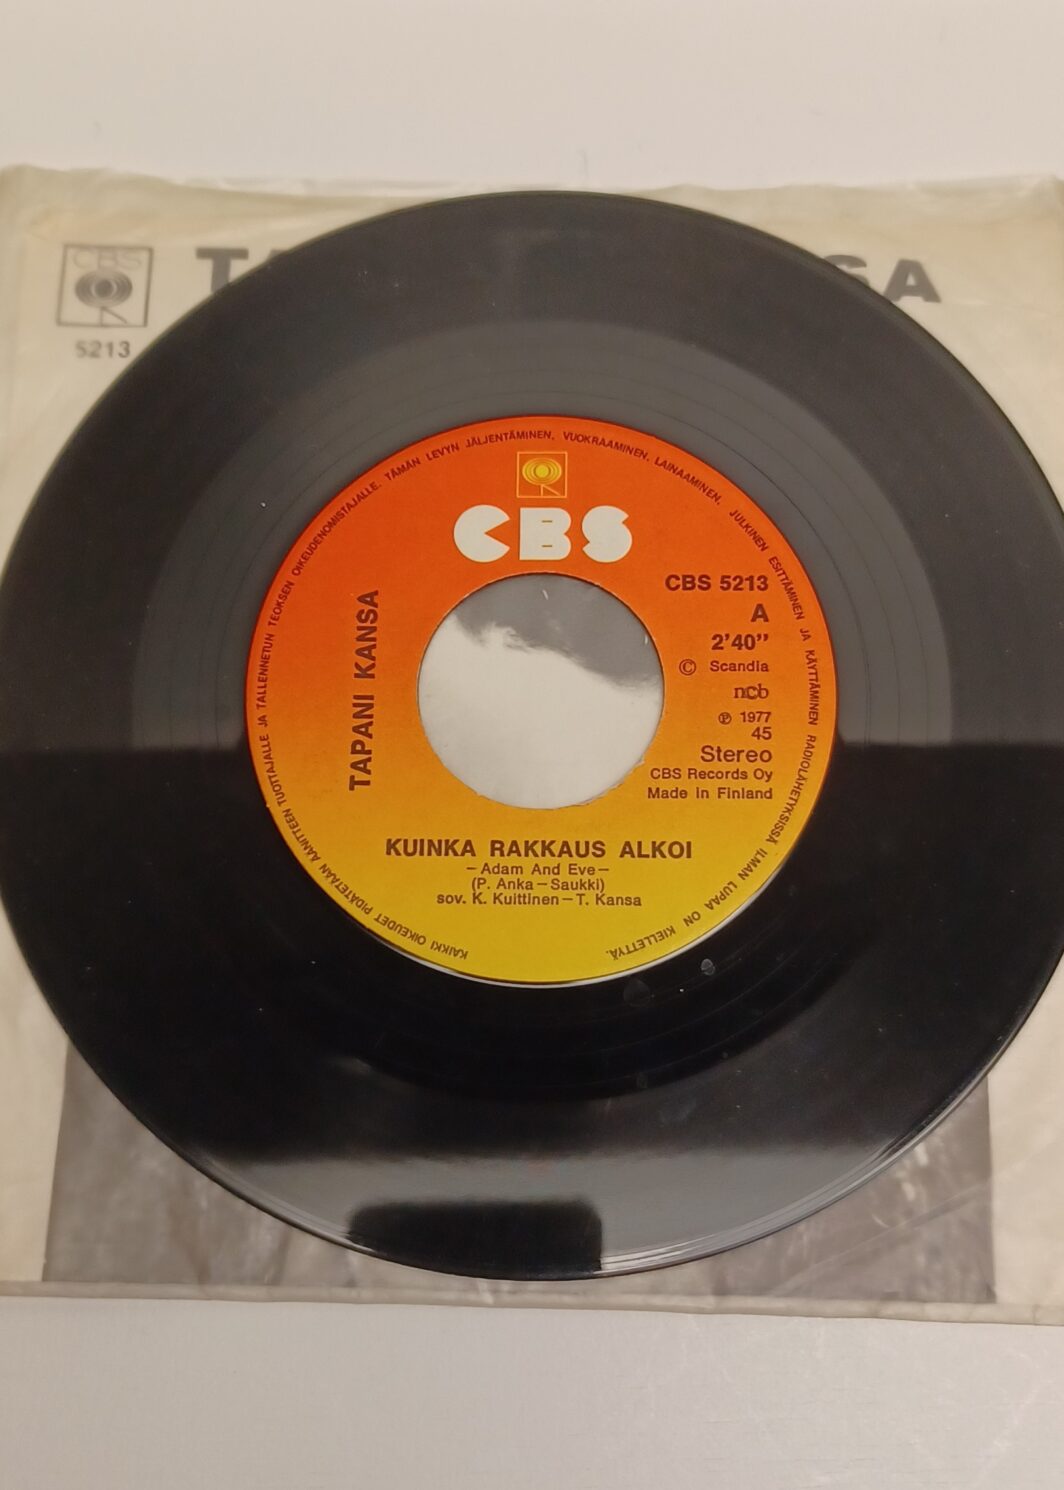 CBS
5213
CBS
CBS 5213
A
2'40"
© Scandia
ncb
℗ 1977
45
Stereo
CBS Records Oy
Made in Finland
TAPANI KANSA
KUINKA RAKKAUS ALKOI
–Adam And Eve–
(P. Anka–Saukki)
sov. K. Kuittinen–T. Kansa
KAIKKI OIKEUDET PIDÄTETÄÄN ÄÄNITTEEN TUOTTAJALLE JA TALLENNETUN TEOKSEN OIKEUDENOMISTAJALLE. TÄMÄN LEVYN JÄLJENTÄMINEN, VUOKRAAMINEN, LAINAAMINEN, JULKINEN ESITTÄMINEN JA KÄYTTÄMINEN RADIOLÄHETYKSISSÄ ILMAN LUPAA ON KIELLETTYÄ.